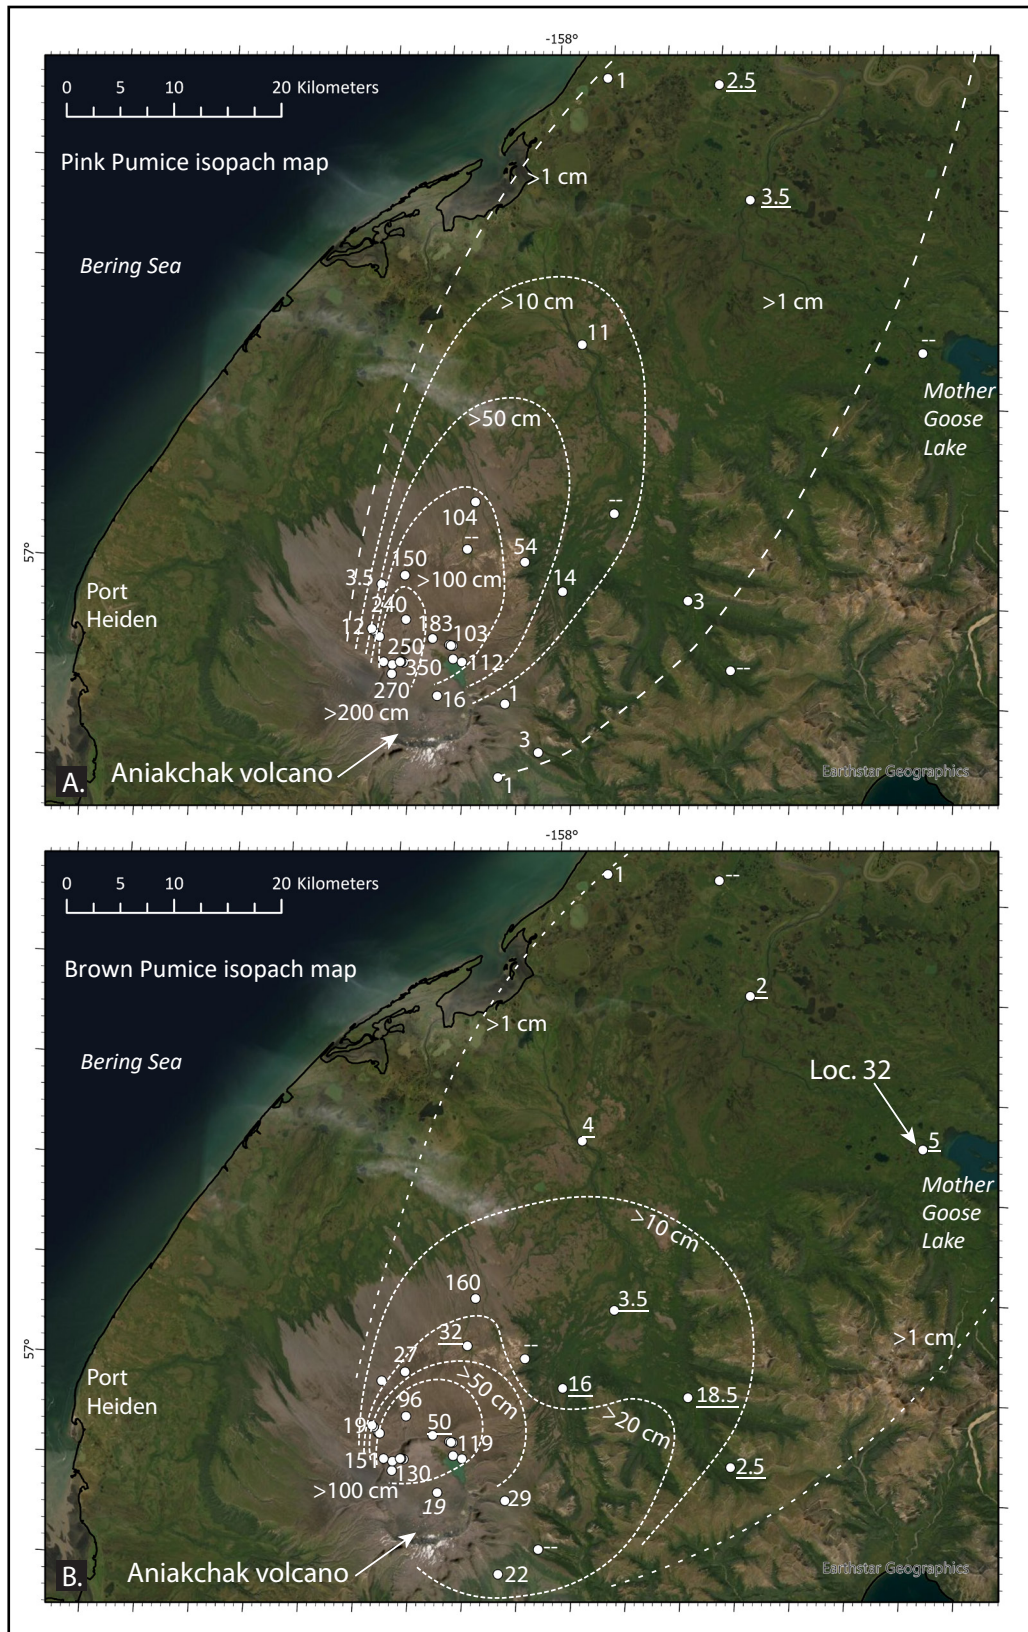 -158°
0 5 10 20 Kilometers
1
2.5
Pink Pumice isopach map
>1 cm
3.5
Bering Sea
>10 cm
>1 cm
11
--
Mother
Goose
Lake
>50 cm
104
--
--
54
57°
150
3.5
>100 cm
14
Port
Heiden
3
240
12
183
103
250
350
112
--
270
16
1
>200 cm
3
Aniakchak volcano
1
A.
Earthstar Geographics
-158°
0 5 10 20 Kilometers
1
--
Brown Pumice isopach map
2
>1 cm
Bering Sea
Loc. 32
4
5
Mother
Goose
Lake
>10 cm
160
3.5
32
--
>1 cm
57°
27
Port
Heiden
>50 cm
16
18.5
96
19
50
>20 cm
119
151
130
2.5
>100 cm
19
29
Aniakchak volcano
--
22
B.
Earthstar Geographics